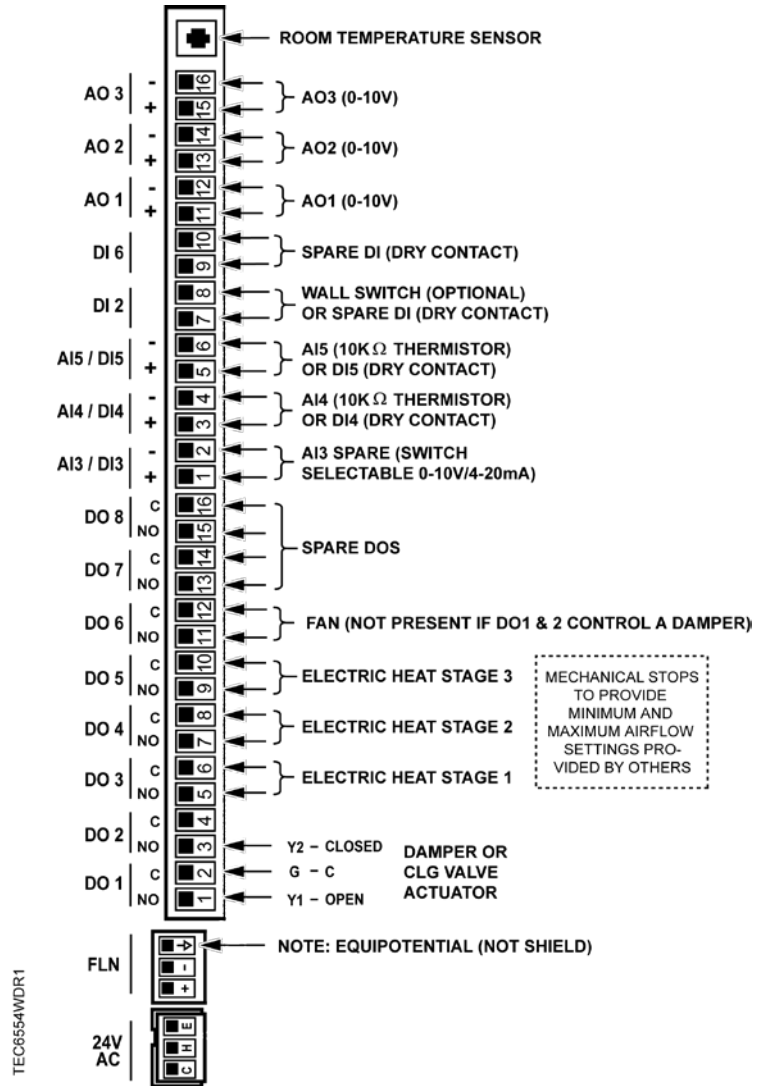 ROOM TEMPERATURE SENSOR
AO 3
-
+
16
15
AO3 (0-10V)
AO 2
-
+
14
13
AO2 (0-10V)
AO 1
-
+
12
11
AO1 (0-10V)
DI 6
10
9
SPARE DI (DRY CONTACT)
DI 2
8
7
WALL SWITCH (OPTIONAL)
OR SPARE DI (DRY CONTACT)
AI5 / DI5
-
+
6
5
AI5 (10K Ω THERMISTOR)
OR DI5 (DRY CONTACT)
AI4 / DI4
-
+
4
3
AI4 (10K Ω THERMISTOR)
OR DI4 (DRY CONTACT)
AI3 / DI3
-
+
2
1
AI3 SPARE (SWITCH
SELECTABLE 0-10V/4-20mA)
DO 8
C
NO
16
15
DO 7
C
NO
14
13
SPARE DOS
DO 6
C
NO
12
11
FAN (NOT PRESENT IF DO1 & 2 CONTROL A DAMPER)
DO 5
C
NO
10
9
ELECTRIC HEAT STAGE 3
DO 4
C
NO
8
7
ELECTRIC HEAT STAGE 2
DO 3
C
NO
6
5
ELECTRIC HEAT STAGE 1
MECHANICAL STOPS
TO PROVIDE
MINIMUM AND
MAXIMUM AIRFLOW
SETTINGS PRO-
VIDED BY OTHERS
DO 2
C
NO
4
3
Y2 – CLOSED
DO 1
C
NO
2
1
G – C
Y1 – OPEN
DAMPER OR
CLG VALVE
ACTUATOR
FLN
-
+
NOTE: EQUIPOTENTIAL (NOT SHIELD)
24V
AC
E
H
C
TEC6554WDR1